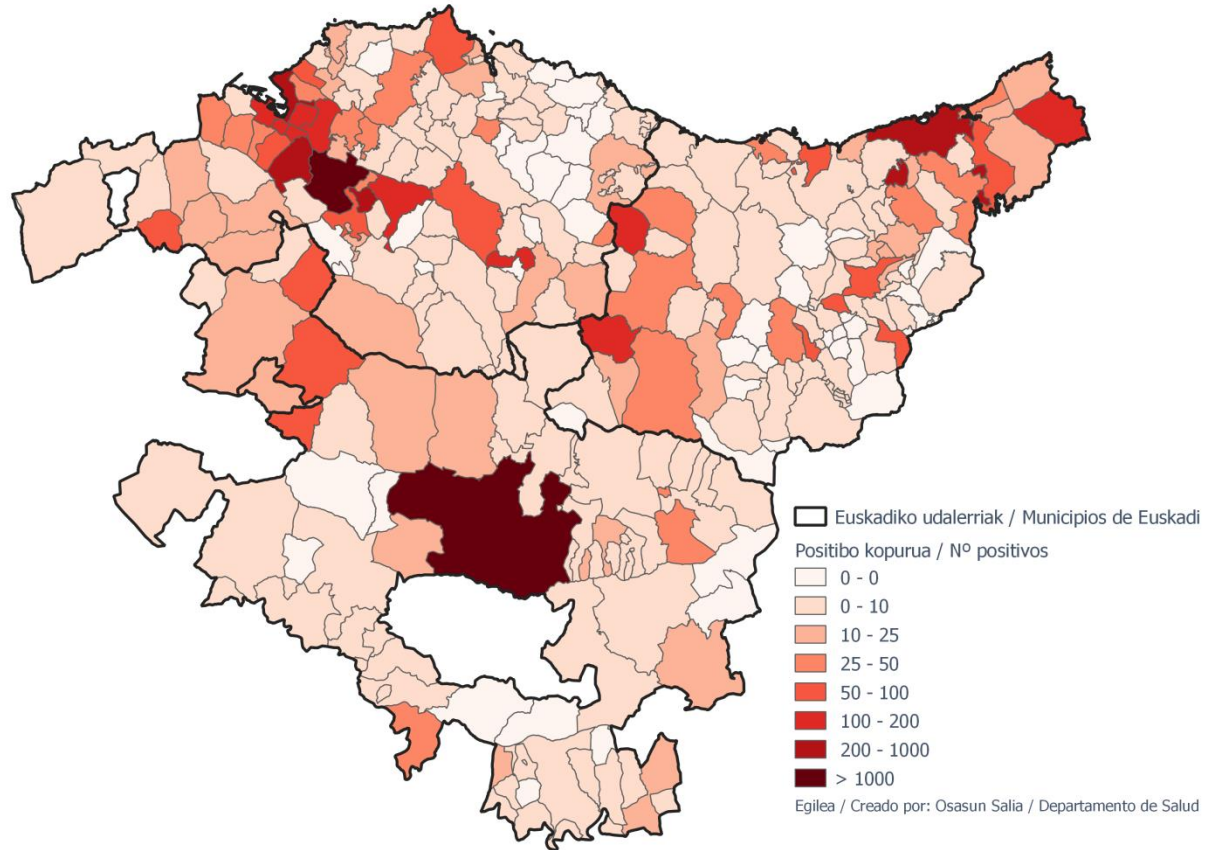 Euskadiko udalerriak / Municipios de Euskadi
Positibo kopurua / Nº positivos
0 - 0
0 - 10
10 - 25
25 - 50
50 - 100
100 - 200
200 - 1000
> 1000
Egilea / Creado por: Osasun Salia / Departamento de Salud